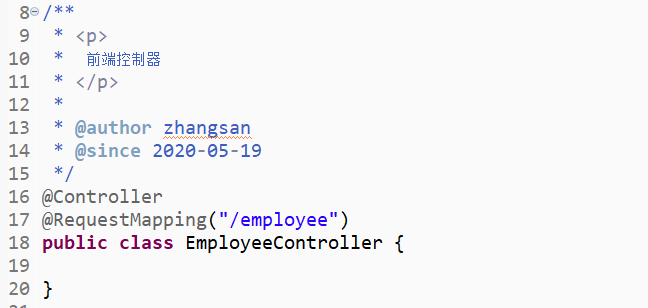 8 /**
9 * <p>
10 * 前端控制器
11 * </p>
12 *
13 * @author zhangsan
14 * @since 2020-05-19
15 */
16 @Controller
17 @RequestMapping("/employee")
18 public class EmployeeController {
19
20 }
21